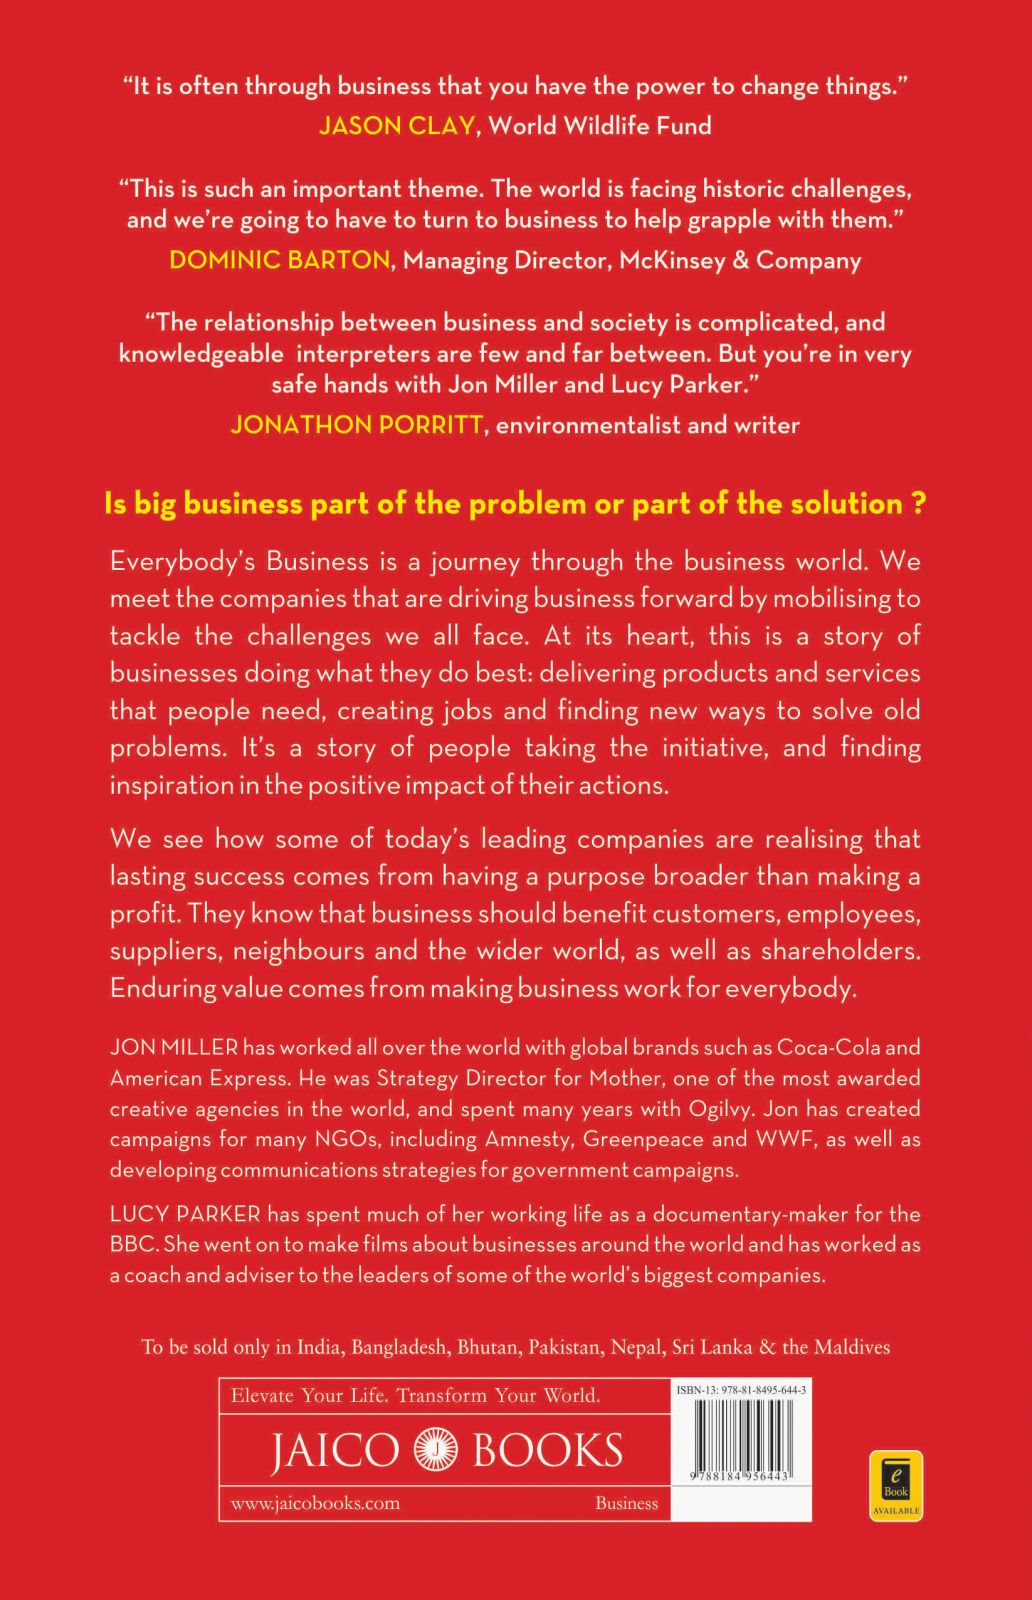 “It is often through business that you have the power to change things.”
JASON CLAY, World Wildlife Fund
“This is such an important theme. The world is facing historic challenges,
and we’re going to have to turn to business to help grapple with them.”
DOMINIC BARTON, Managing Director, McKinsey & Company
“The relationship between business and society is complicated, and
knowledgeable interpreters are few and far between. But you’re in very
safe hands with Jon Miller and Lucy Parker.”
JONATHON PORRITT, environmentalist and writer
Is big business part of the problem or part of the solution ?
Everybody’s Business is a journey through the business world. We
meet the companies that are driving business forward by mobilising to
tackle the challenges we all face. At its heart, this is a story of
businesses doing what they do best: delivering products and services
that people need, creating jobs and finding new ways to solve old
problems. It’s a story of people taking the initiative, and finding
inspiration in the positive impact of their actions.
We see how some of today’s leading companies are realising that
lasting success comes from having a purpose broader than making a
profit. They know that business should benefit customers, employees,
suppliers, neighbours and the wider world, as well as shareholders.
Enduring value comes from making business work for everybody.
JON MILLER has worked all over the world with global brands such as Coca-Cola and
American Express. He was Strategy Director for Mother, one of the most awarded
creative agencies in the world, and spent many years with Ogilvy. Jon has created
campaigns for many NGOs, including Amnesty, Greenpeace and WWF, as well as
developing communications strategies for government campaigns.
LUCY PARKER has spent much of her working life as a documentary-maker for the
BBC. She went on to make films about businesses around the world and has worked as
a coach and adviser to the leaders of some of the world’s biggest companies.
To be sold only in India, Bangladesh, Bhutan, Pakistan, Nepal, Sri Lanka & the Maldives
Elevate Your Life. Transform Your World.
ISBN-13: 978-81-8495-644-3
JAICO J BOOKS
9 788184 956443
www.jaicobooks.com Business
e
Book
AVAILABLE